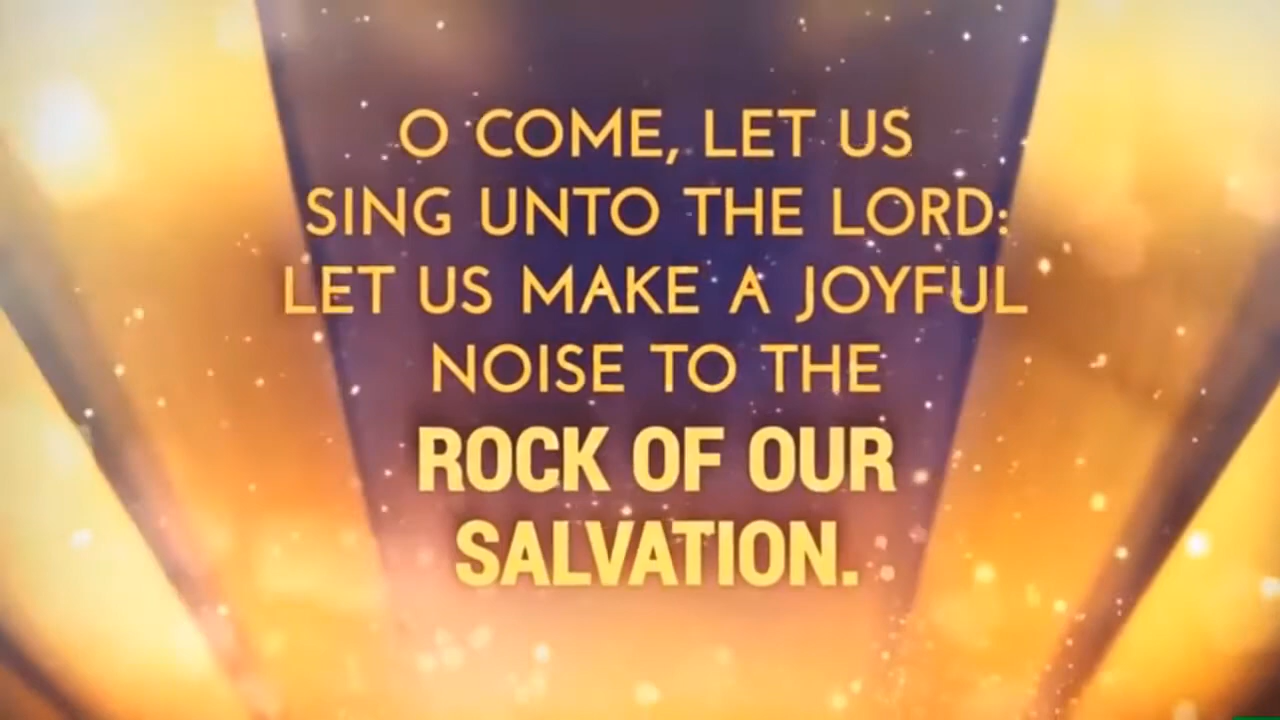 O COME, LET US
SING UNTO THE LORD:
LET US MAKE A JOYFUL
NOISE TO THE
ROCK OF OUR
SALVATION.